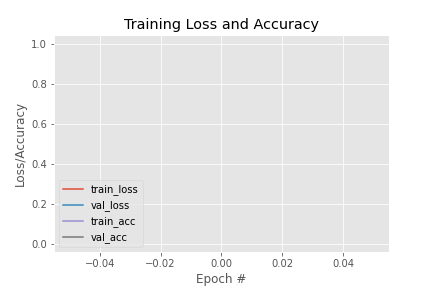 Training Loss and Accuracy
1.0
0.8
0.6
0.4
0.2
0.0
Loss/Accuracy
train_loss
val_loss
train_acc
val_acc
−0.04 −0.02 0.00 0.02 0.04
Epoch #